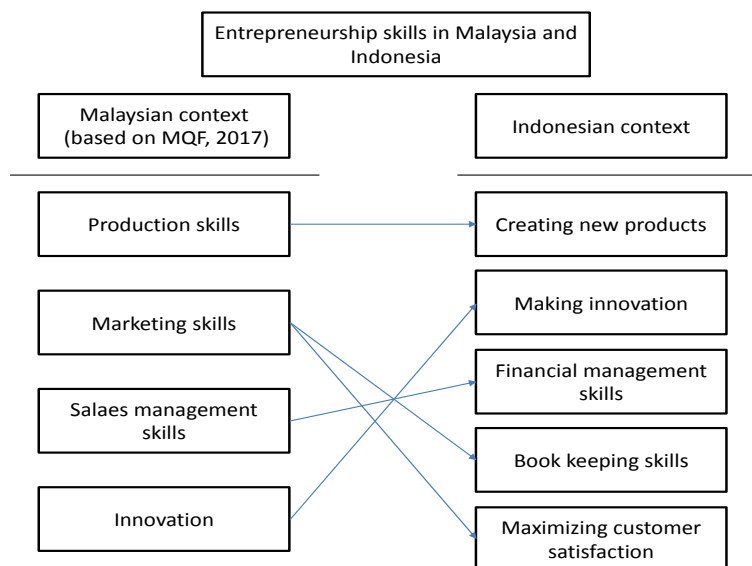 Entrepreneurship skills in Malaysia and
Indonesia
Malaysian context
(based on MQF, 2017)
Indonesian context
Production skills
Creating new products
Marketing skills
Making innovation
Salaes management
skills
Financial management
skills
Innovation
Book keeping skills
Maximizing customer
satisfaction